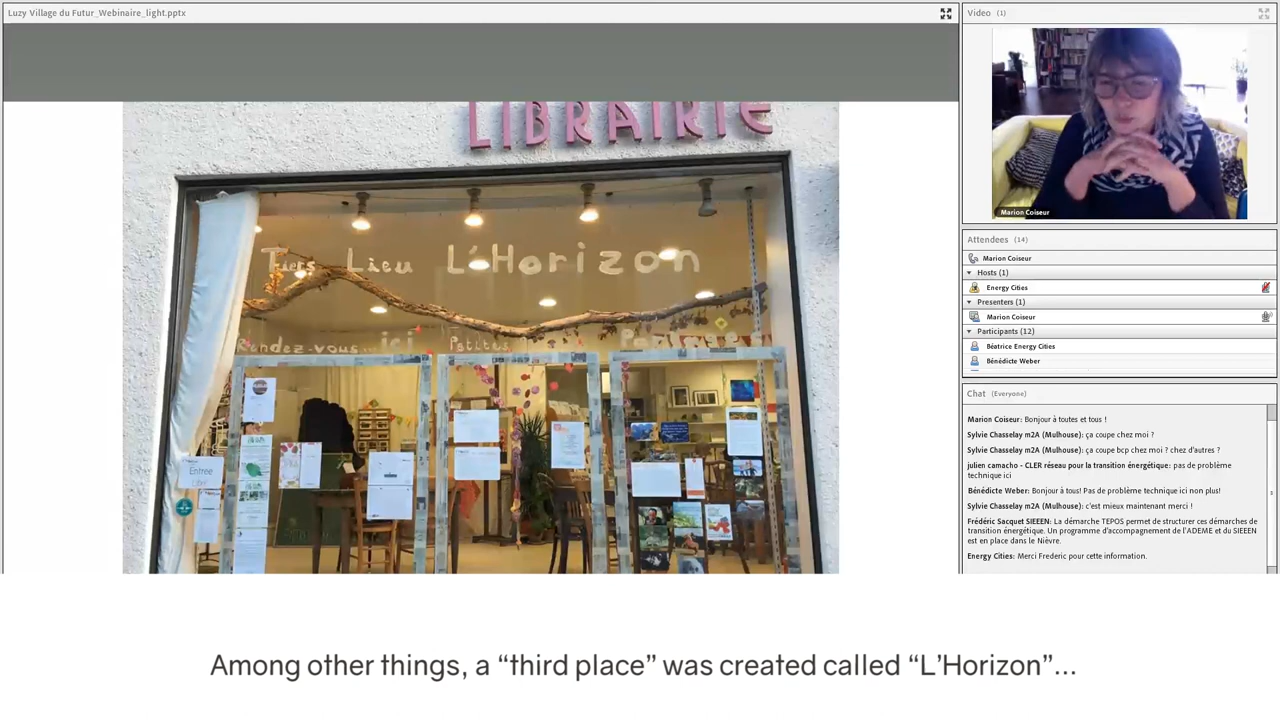 Luzy Village du Futur_Webinaire_light.pptx
LIBRAIRIE
Tiers Lieu L'Horizon
Rendez-vous... ici Petites Papilles
Entrée
Video (1)
Marion Coiseur
Attendees (14)
Marion Coiseur
Hosts (1)
Energy Cities
Presenters (1)
Marion Coiseur
Participants (12)
Béatrice Energy Cities
Bénédicte Weber
Chat (Everyone)
Marion Coiseur: Bonjour à toutes et tous !
Sylvie Chasselay m2A (Mulhouse): ça coupe chez moi ?
Sylvie Chasselay m2A (Mulhouse): ça coupe bcp chez moi ? chez d'autres ?
julien camacho - CLER réseau pour la transition énergétique: pas de problème
technique ici
Bénédicte Weber: Bonjour à tous! Pas de problème technique ici non plus!
Sylvie Chasselay m2A (Mulhouse): c'est mieux maintenant merci !
Frédéric Sacquet SIEEEN: La démarche TEPOS permet de structurer ces démarches de
transition énergétique. Un programme d'accompagnement de l'ADEME et du SIEEEN
est en place dans le Nièvre.
Energy Cities: Merci Frederic pour cette information.
Among other things, a “third place” was created called “L’Horizon”...